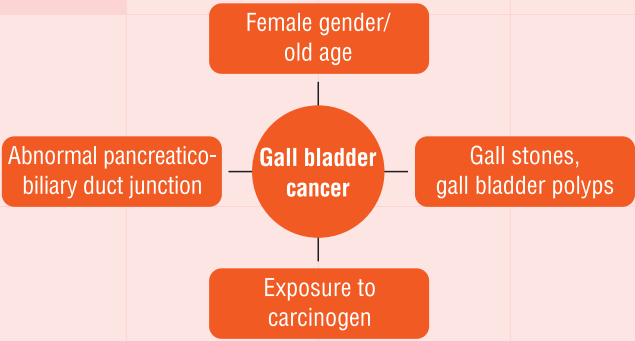 Female gender/
old age
Abnormal pancreatico-
biliary duct junction
Gall bladder
cancer
Gall stones,
gall bladder polyps
Exposure to
carcinogen